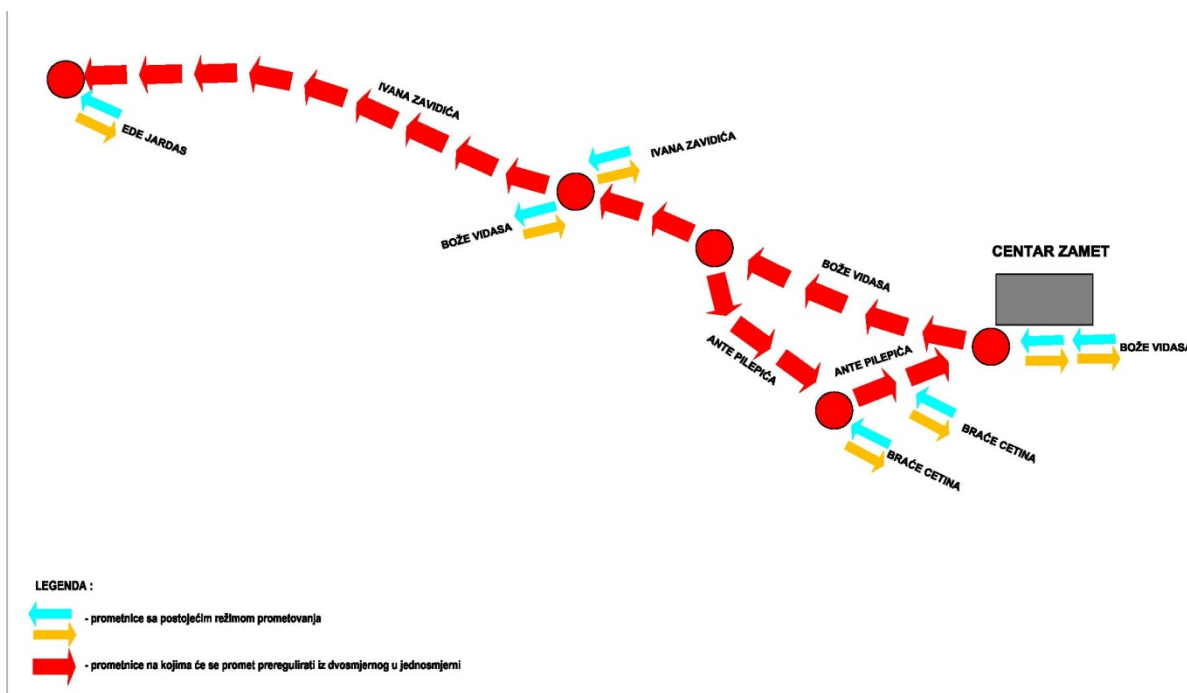 IVANA ZAVIDIĆA
EDE JARDAS
IVANA ZAVIDIĆA
BOŽE VIDASA
BOŽE VIDASA
CENTAR ZAMET
BOŽE VIDASA
ANTE PILEPIĆA
ANTE PILEPIĆA
BRAĆE CETINA
BRAĆE CETINA
LEGENDA :
- prometnice sa postojećim režimom prometovanja
- prometnice na kojima će se promet preregulirati iz dvosmjernog u jednosmjerni